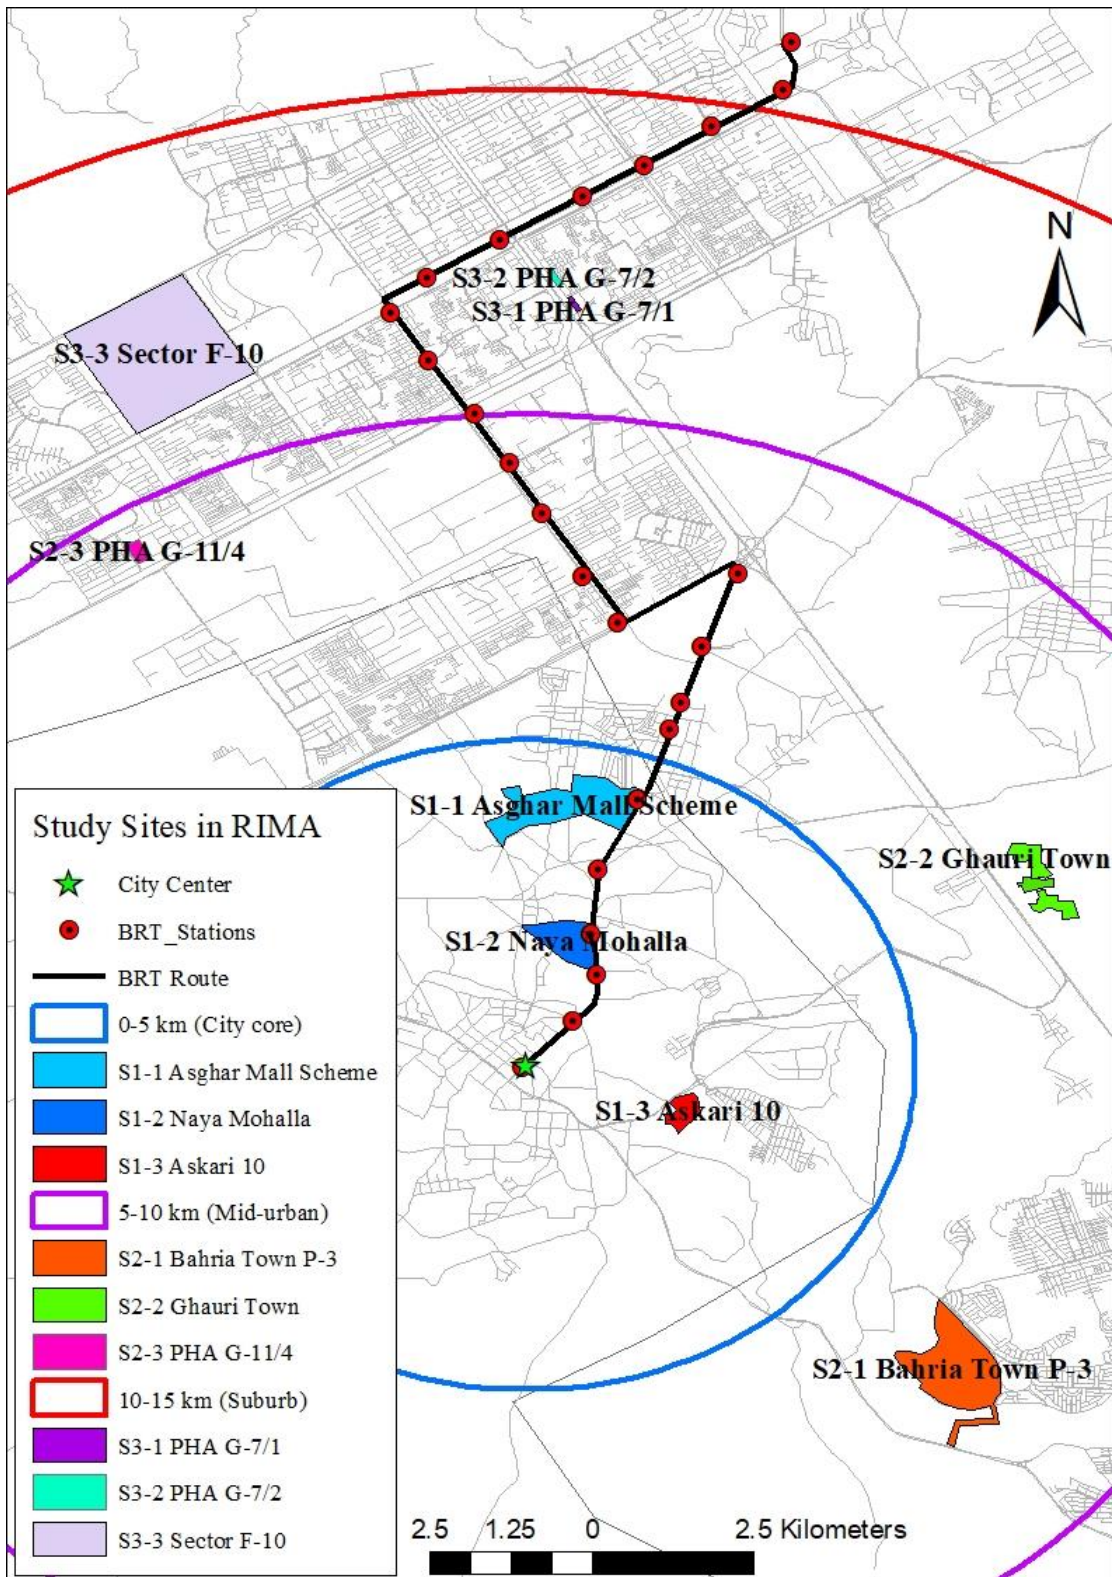 N
S3-2 PHA G-7/2
S3-1 PHA G-7/1
S3-3 Sector F-10
S2-3 PHA G-11/4
S1-1 Asghar Mall Scheme
S2-2 Ghauri Town
S1-2 Naya Mohalla
S1-3 Askari 10
S2-1 Bahria Town P-3
Study Sites in RIMA
City Center
BRT_Stations
BRT Route
0-5 km (City core)
S1-1 Asghar Mall Scheme
S1-2 Naya Mohalla
S1-3 Askari 10
5-10 km (Mid-urban)
S2-1 Bahria Town P-3
S2-2 Ghauri Town
S2-3 PHA G-11/4
10-15 km (Suburb)
S3-1 PHA G-7/1
S3-2 PHA G-7/2
S3-3 Sector F-10
2.5 1.25 0 2.5 Kilometers